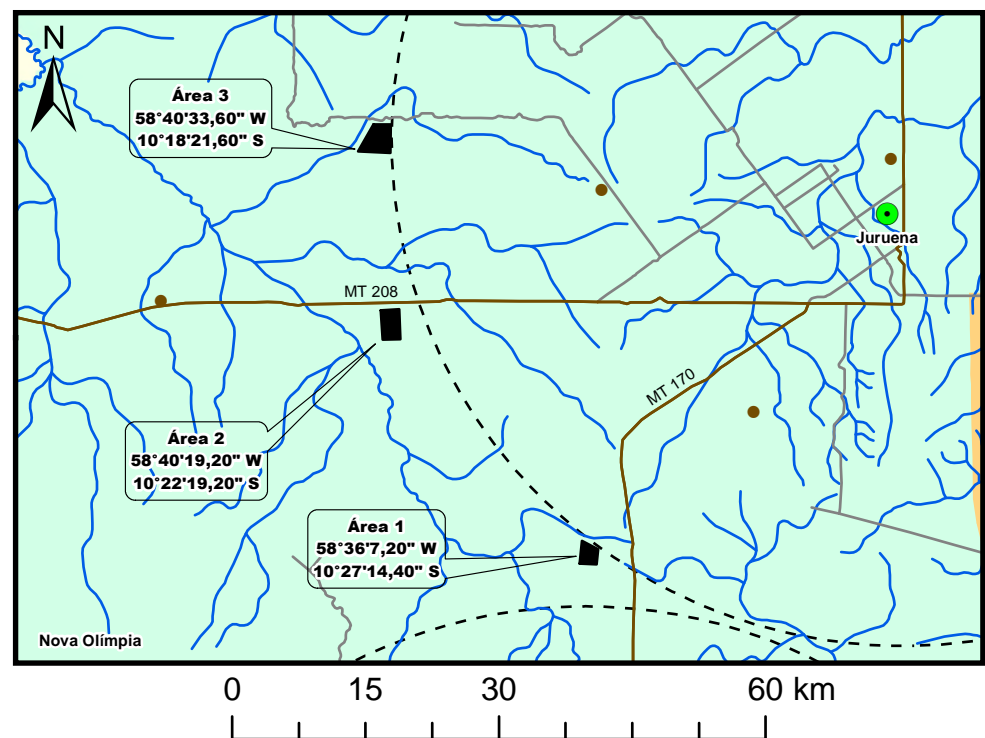 N
Área 3
58°40'33,60" W
10°18'21,60" S
Juruena
MT 208
MT 170
Área 2
58°40'19,20" W
10°22'19,20" S
Área 1
58°36'7,20" W
10°27'14,40" S
Nova Olímpia
0 15 30 60 km